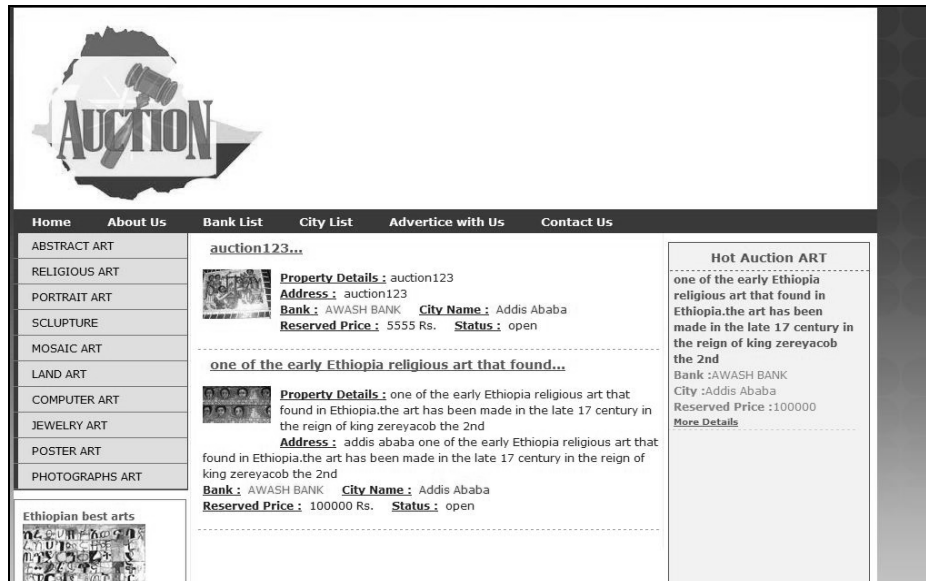 AUCTION
Home About Us Bank List City List Advertice with Us Contact Us
ABSTRACT ART
RELIGIOUS ART
PORTRAIT ART
SCLUPTURE
MOSAIC ART
LAND ART
COMPUTER ART
JEWELRY ART
POSTER ART
PHOTOGRAPHS ART
Ethiopian best arts
auction123...
Property Details : auction123
Address : auction123
Bank : AWASH BANK City Name : Addis Ababa
Reserved Price : 5555 Rs. Status : open
one of the early Ethiopia religious art that found...
Property Details : one of the early Ethiopia religious art that
found in Ethiopia.the art has been made in the late 17 century in
the reign of king zereyacob the 2nd
Address : addis ababa one of the early Ethiopia religious art that
found in Ethiopia.the art has been made in the late 17 century in the reign of
king zereyacob the 2nd
Bank : AWASH BANK City Name : Addis Ababa
Reserved Price : 100000 Rs. Status : open
Hot Auction ART
one of the early Ethiopia
religious art that found in
Ethiopia.the art has been
made in the late 17 century in
the reign of king zereyacob
the 2nd
Bank :AWASH BANK
City :Addis Ababa
Reserved Price :100000
More Details